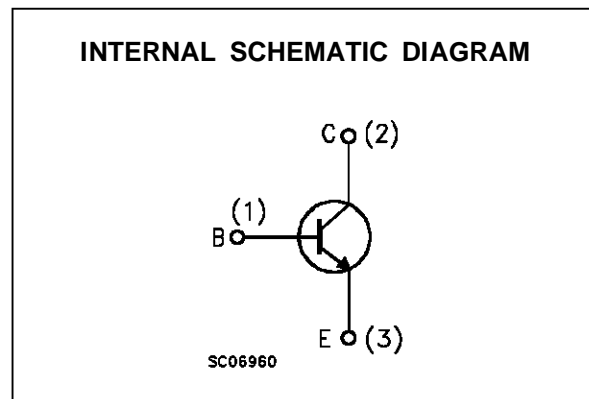 INTERNAL SCHEMATIC DIAGRAM
C (2)
(1)
B
E (3)
SC06960